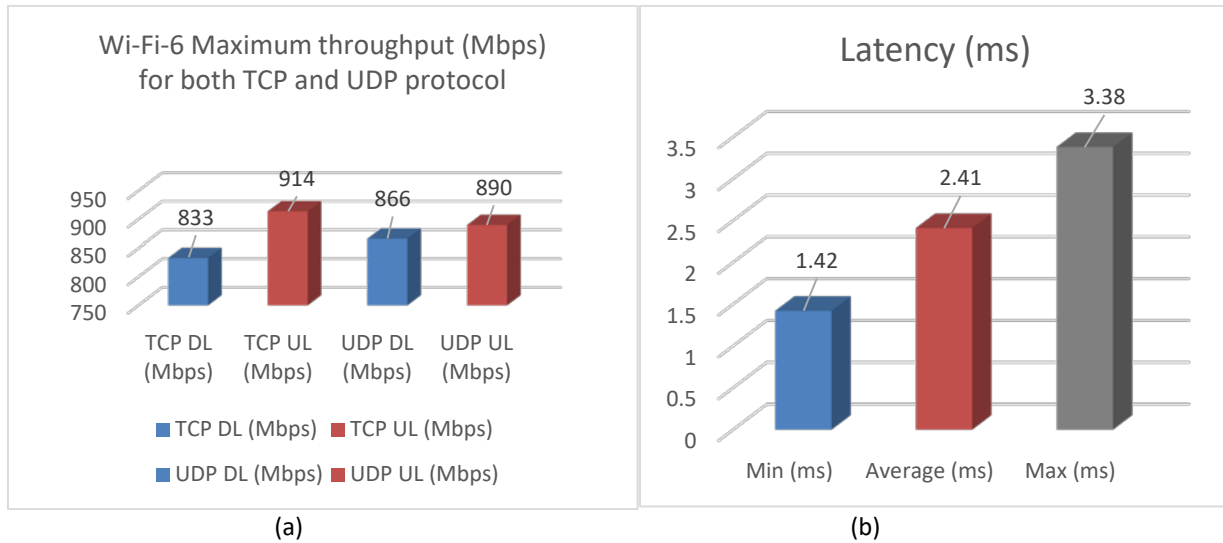 Wi-Fi-6 Maximum throughput (Mbps)
for both TCP and UDP protocol
950
900
850
800
750
833
914
866
890
TCP DL
(Mbps)
TCP UL
(Mbps)
UDP DL
(Mbps)
UDP UL
(Mbps)
TCP DL (Mbps)
TCP UL (Mbps)
UDP DL (Mbps)
UDP UL (Mbps)
(a)
Latency (ms)
3.5
3
2.5
2
1.5
1
0.5
0
1.42
2.41
3.38
Min (ms)
Average (ms)
Max (ms)
(b)